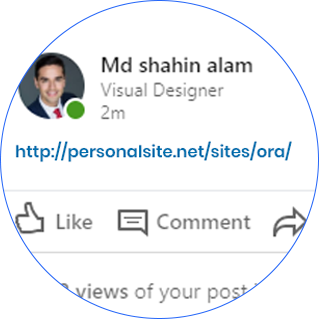 Md shahin alam
Visual Designer
2m
http://personalsite.net/sites/ora/
Like Comment
views of your post